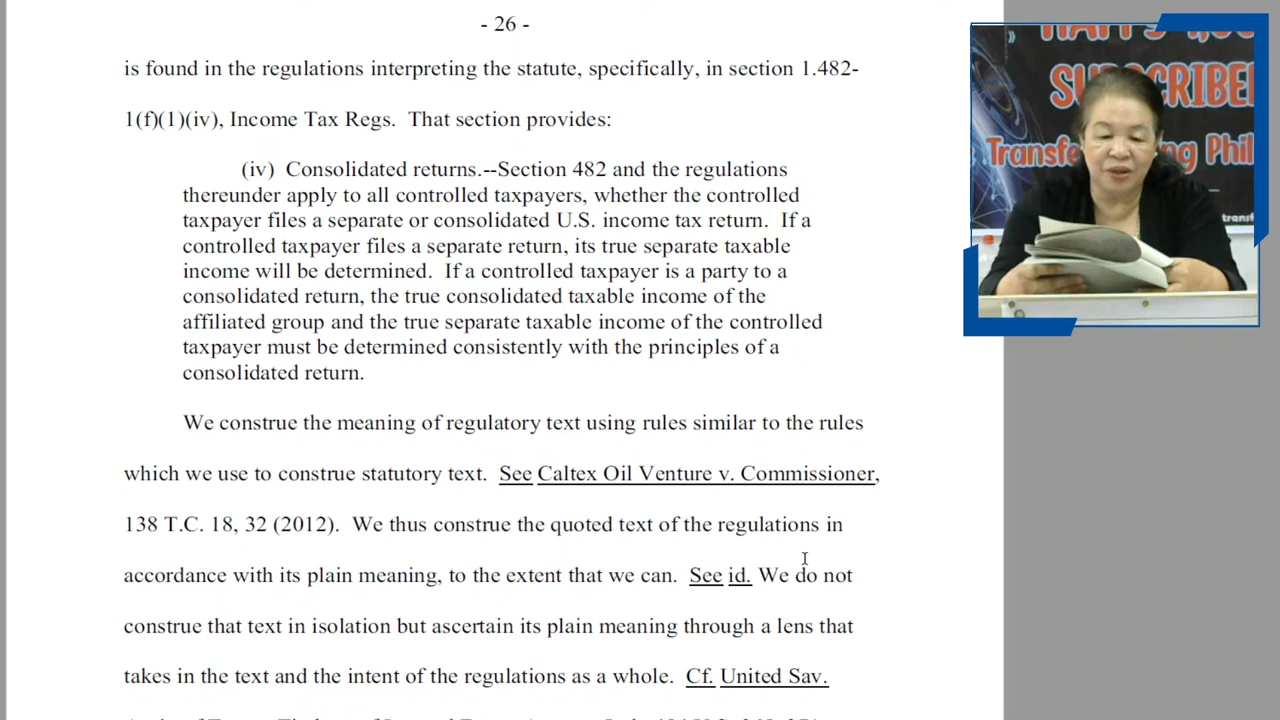 - 26 -
is found in the regulations interpreting the statute, specifically, in section 1.482-
1(f)(1)(iv), Income Tax Regs. That section provides:
(iv) Consolidated returns.--Section 482 and the regulations
thereunder apply to all controlled taxpayers, whether the controlled
taxpayer files a separate or consolidated U.S. income tax return. If a
controlled taxpayer files a separate return, its true separate taxable
income will be determined. If a controlled taxpayer is a party to a
consolidated return, the true consolidated taxable income of the
affiliated group and the true separate taxable income of the controlled
taxpayer must be determined consistently with the principles of a
consolidated return.
We construe the meaning of regulatory text using rules similar to the rules
which we use to construe statutory text. See Caltex Oil Venture v. Commissioner,
138 T.C. 18, 32 (2012). We thus construe the quoted text of the regulations in
accordance with its plain meaning, to the extent that we can. See id. We do not
construe that text in isolation but ascertain its plain meaning through a lens that
takes in the text and the intent of the regulations as a whole. Cf. United Sav.
HAPPY
SUBSCRIBER
Transfe ng Phil
transf